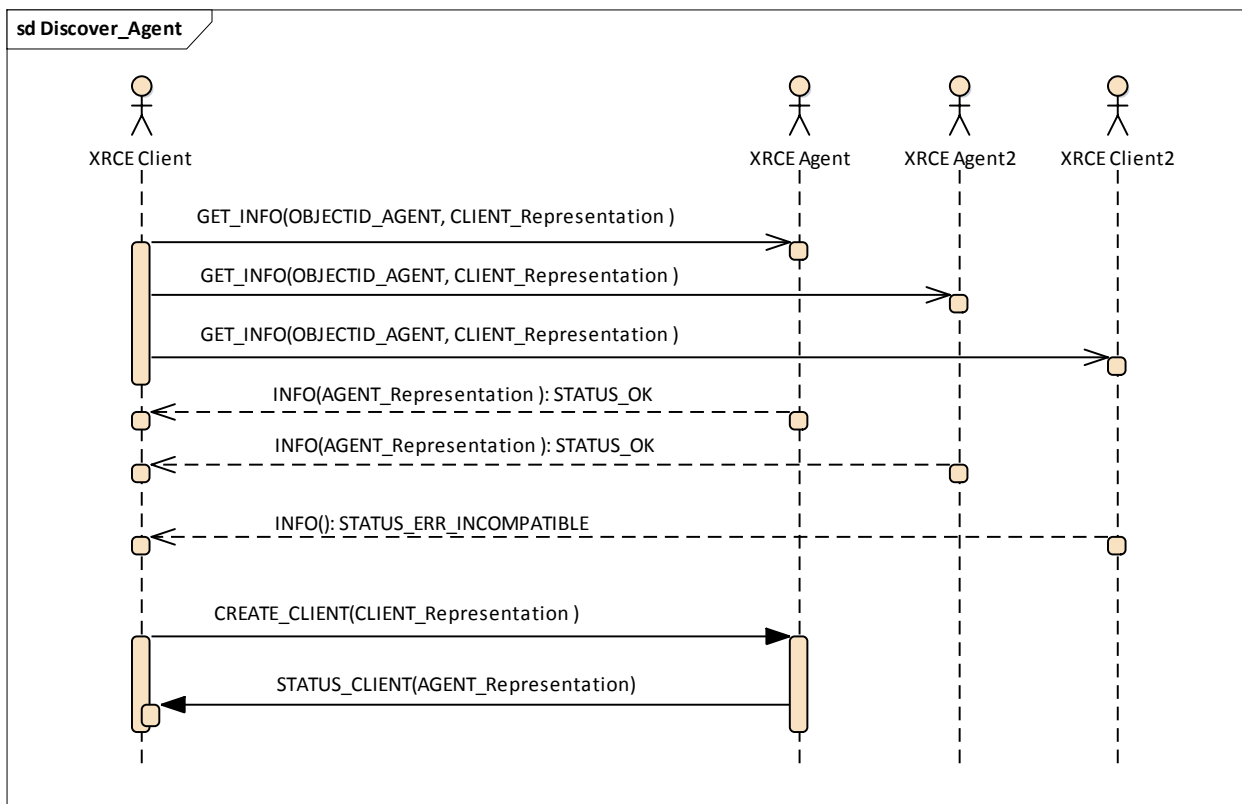 sd Discover_Agent
XRCE Client
XRCE Agent
XRCE Agent2
XRCE Client2
GET_INFO(OBJECTID_AGENT, CLIENT_Representation )
GET_INFO(OBJECTID_AGENT, CLIENT_Representation )
GET_INFO(OBJECTID_AGENT, CLIENT_Representation )
INFO(AGENT_Representation ): STATUS_OK
INFO(AGENT_Representation ): STATUS_OK
INFO(): STATUS_ERR_INCOMPATIBLE
CREATE_CLIENT(CLIENT_Representation )
STATUS_CLIENT(AGENT_Representation)